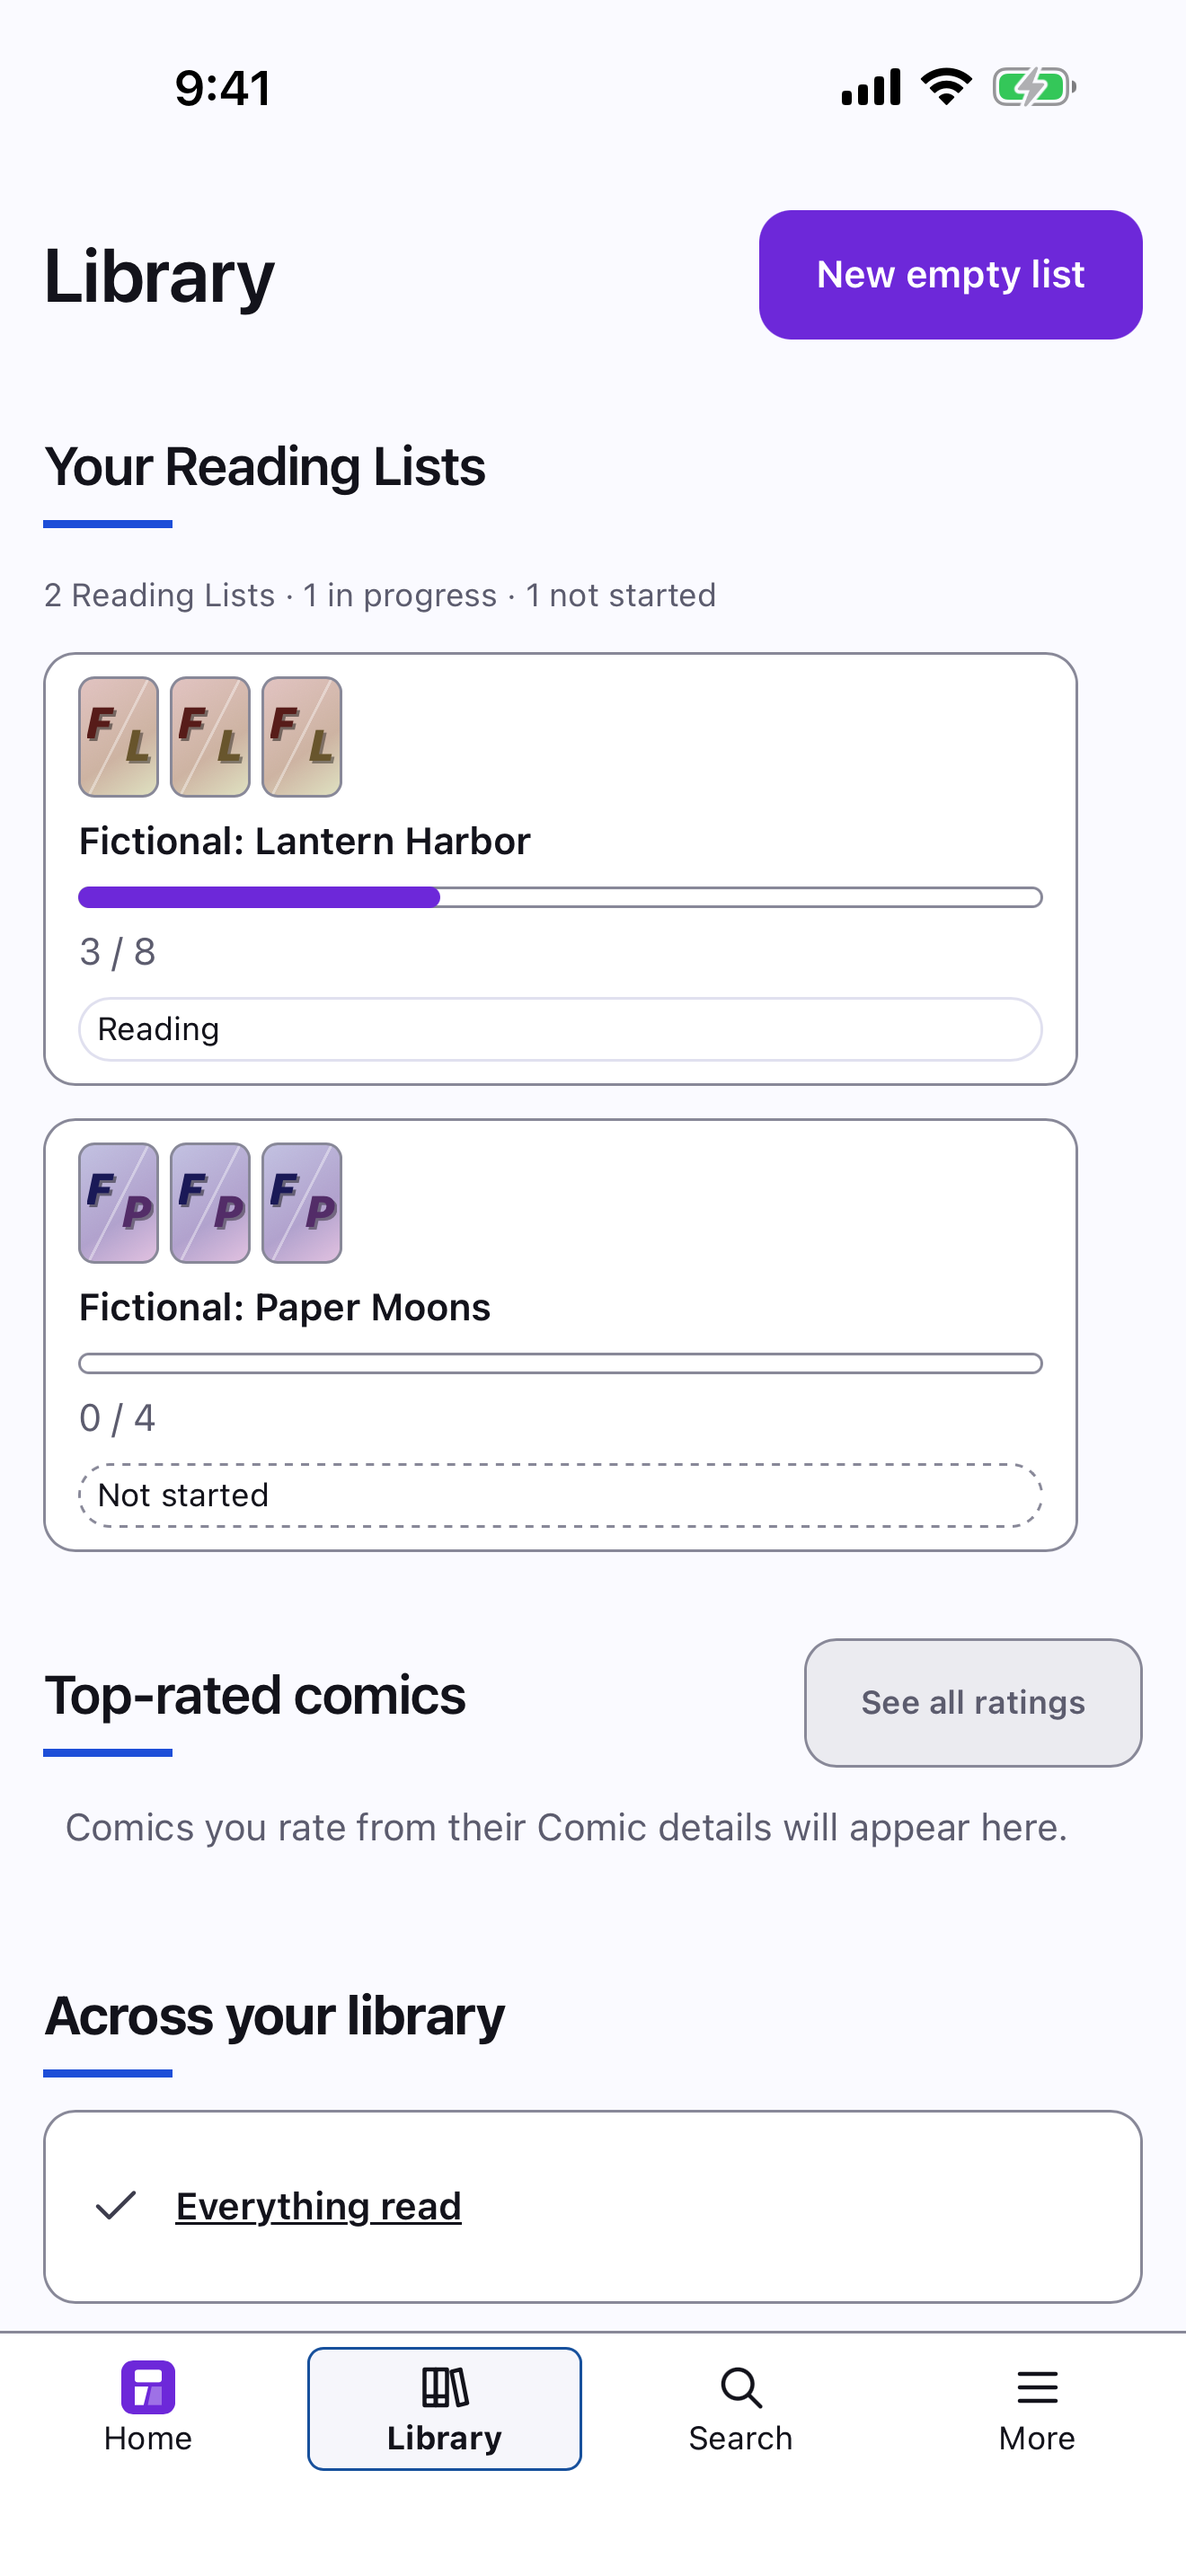 9:41
Library
New empty list
Your Reading Lists
2 Reading Lists · 1 in progress · 1 not started
F L F L F L
Fictional: Lantern Harbor
3 / 8
Reading
F P F P F P
Fictional: Paper Moons
0 / 4
Not started
Top-rated comics
See all ratings
Comics you rate from their Comic details will appear here.
Across your library
Everything read
Home
Library
Search
More